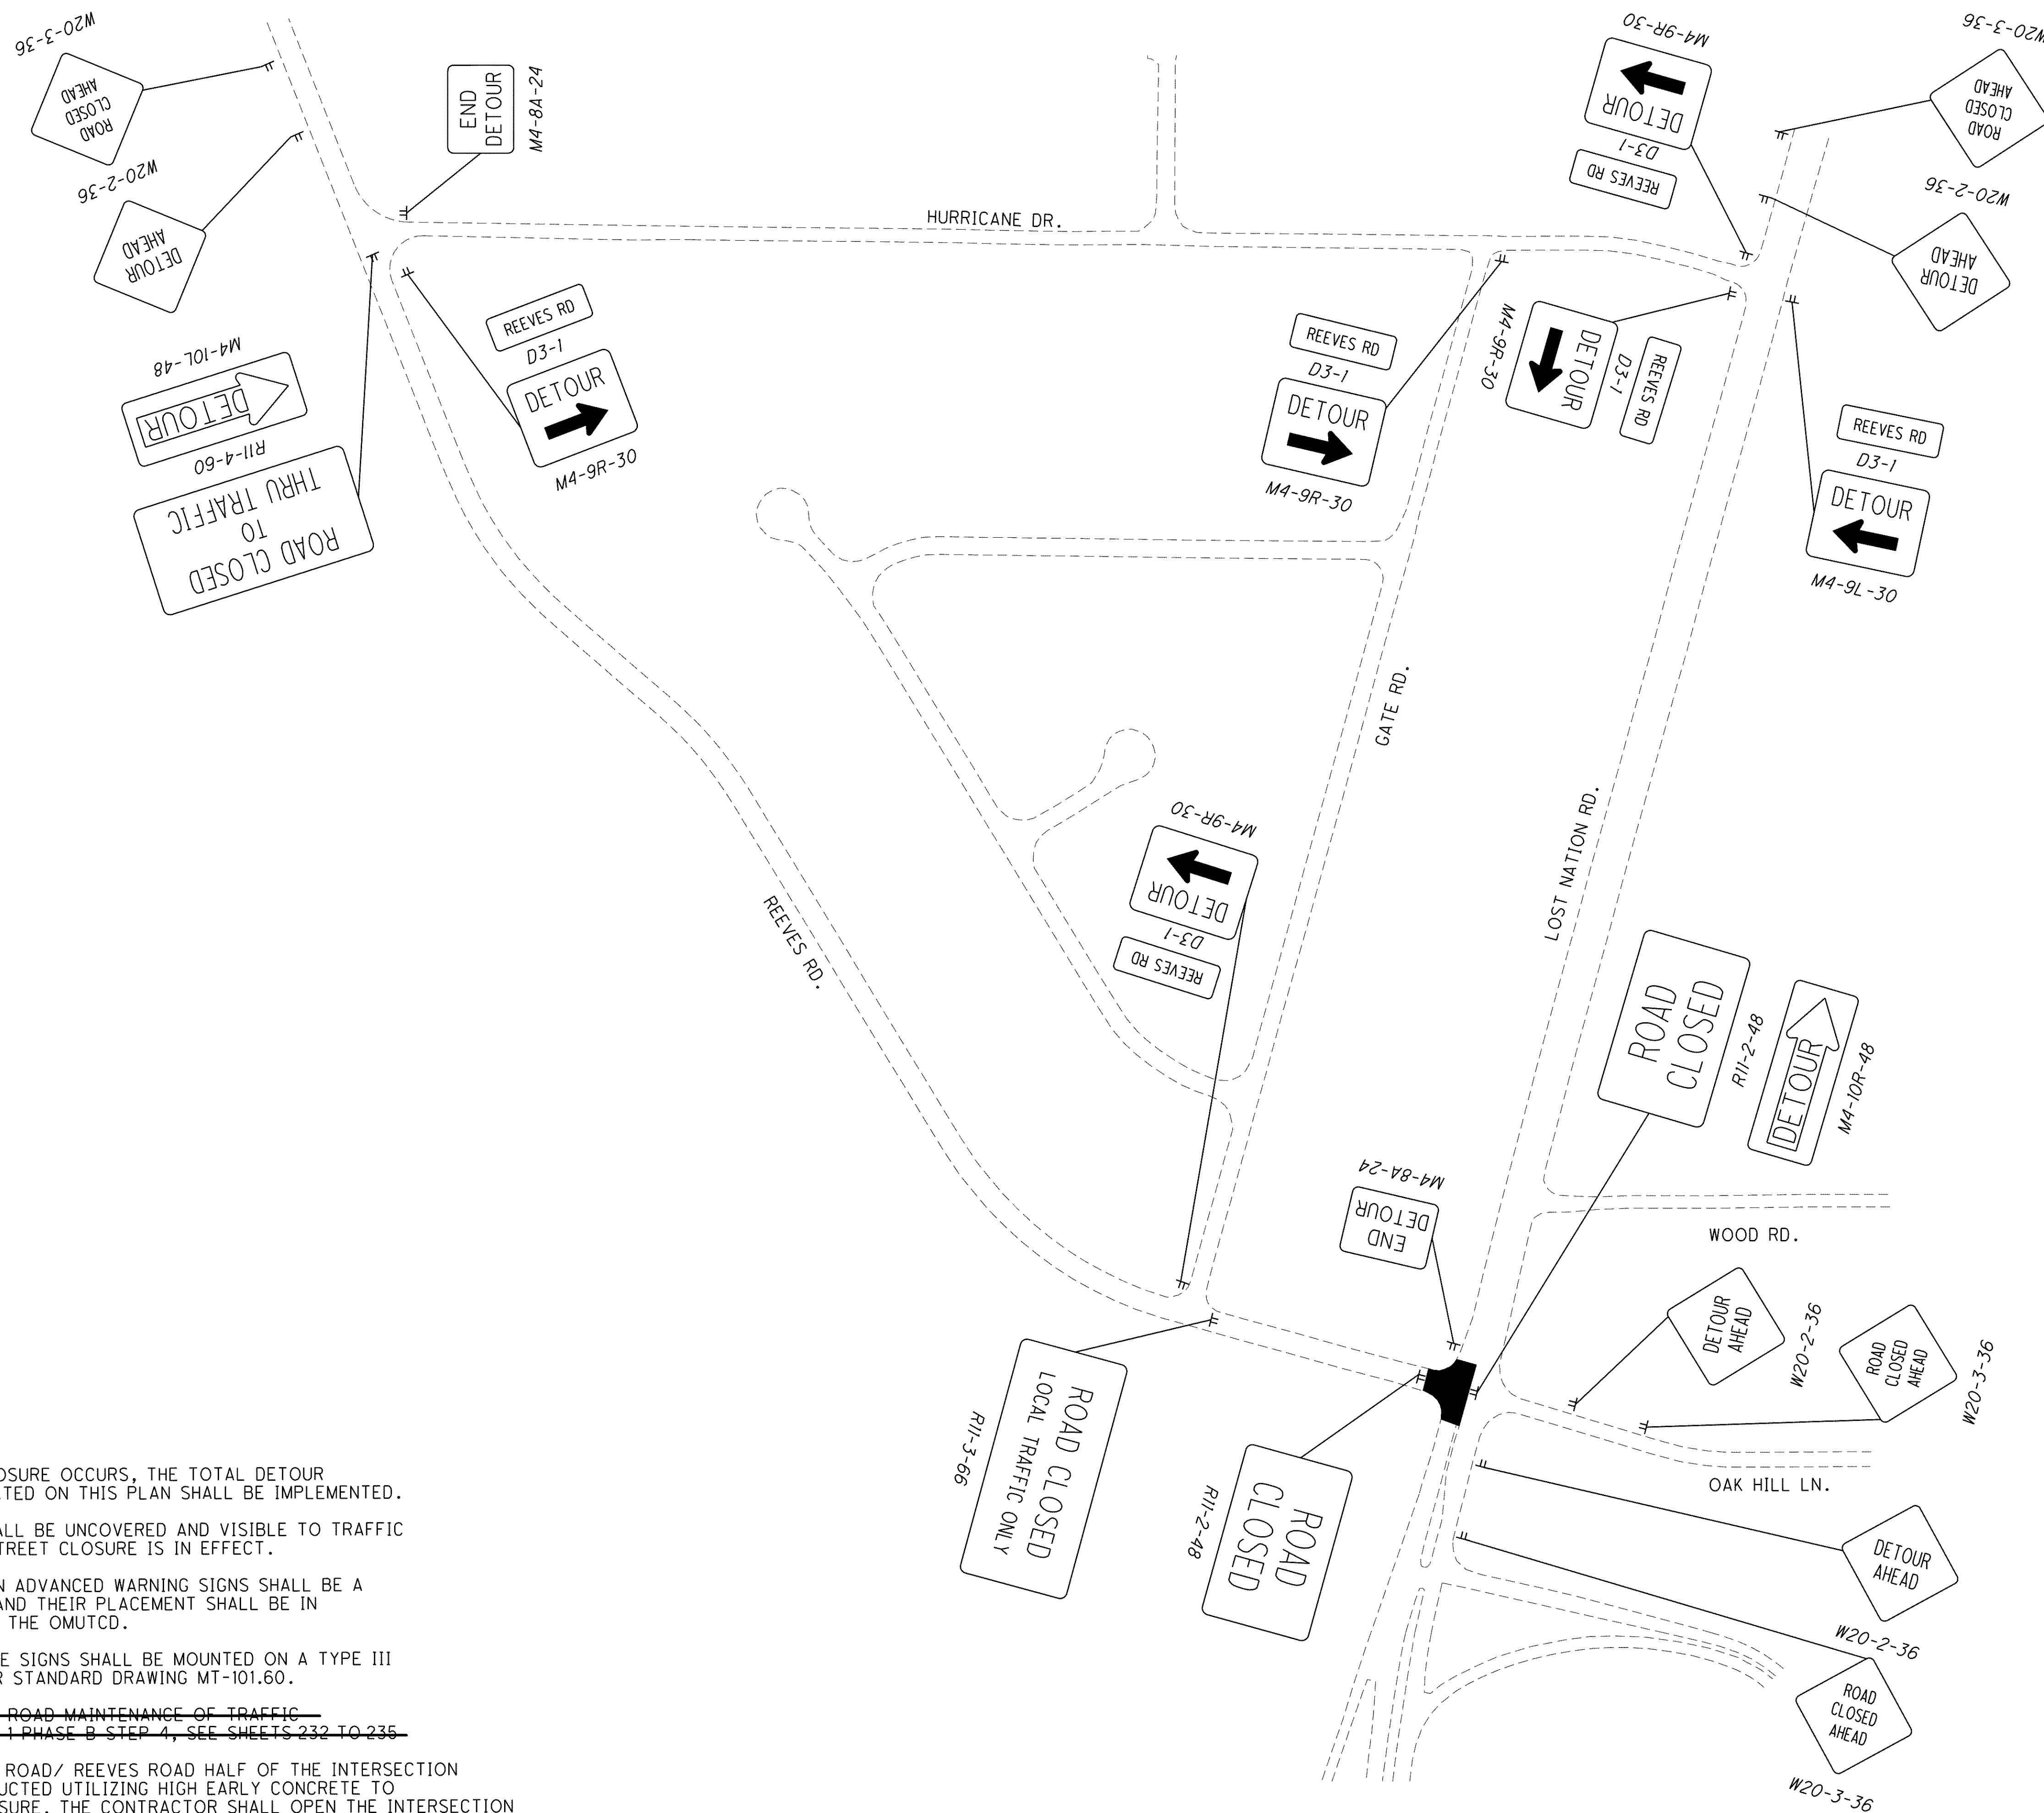 W20-3-36
ROAD
CLOSED
AHEAD
W20-2-36
DETOUR
AHEAD
END
DETOUR
M4-8A-24
HURRICANE DR.
M4-9R-30
DETOUR
D3-1
REEVES RD
W20-3-36
ROAD
CLOSED
AHEAD
W20-2-36
DETOUR
AHEAD
M4-10L-48
DETOUR
R11-4-60
ROAD CLOSED
TO
THRU TRAFFIC
REEVES RD
D3-1
DETOUR
M4-9R-30
REEVES RD
D3-1
DETOUR
M4-9R-30
M4-9R-30
DETOUR
D3-1
REEVES RD
REEVES RD
D3-1
DETOUR
M4-9L-30
GATE RD.
LOST NATION RD.
REEVES RD.
M4-9R-30
DETOUR
D3-1
REEVES RD
ROAD
CLOSED
R11-2-48
DETOUR
M4-10R-48
M4-8A-24
END
DETOUR
WOOD RD.
DETOUR
AHEAD
W20-2-36
ROAD
CLOSED
AHEAD
W20-3-36
ROAD CLOSED
LOCAL TRAFFIC ONLY
R11-3-66
ROAD
CLOSED
R11-2-48
OAK HILL LN.
DETOUR
AHEAD
W20-2-36
ROAD
CLOSED
AHEAD
W20-3-36
OSURE OCCURS, THE TOTAL DETOUR
TED ON THIS PLAN SHALL BE IMPLEMENTED.
ALL BE UNCOVERED AND VISIBLE TO TRAFFIC
TREET CLOSURE IS IN EFFECT.
N ADVANCED WARNING SIGNS SHALL BE A
AND THEIR PLACEMENT SHALL BE IN
THE OMUTCD.
E SIGNS SHALL BE MOUNTED ON A TYPE III
R STANDARD DRAWING MT-101.60.
ROAD MAINTENANCE OF TRAFFIC
1 PHASE B STEP 4, SEE SHEETS 232 TO 235
ROAD/ REEVES ROAD HALF OF THE INTERSECTION
UCTED UTILIZING HIGH EARLY CONCRETE TO
SURE. THE CONTRACTOR SHALL OPEN THE INTERSECTION